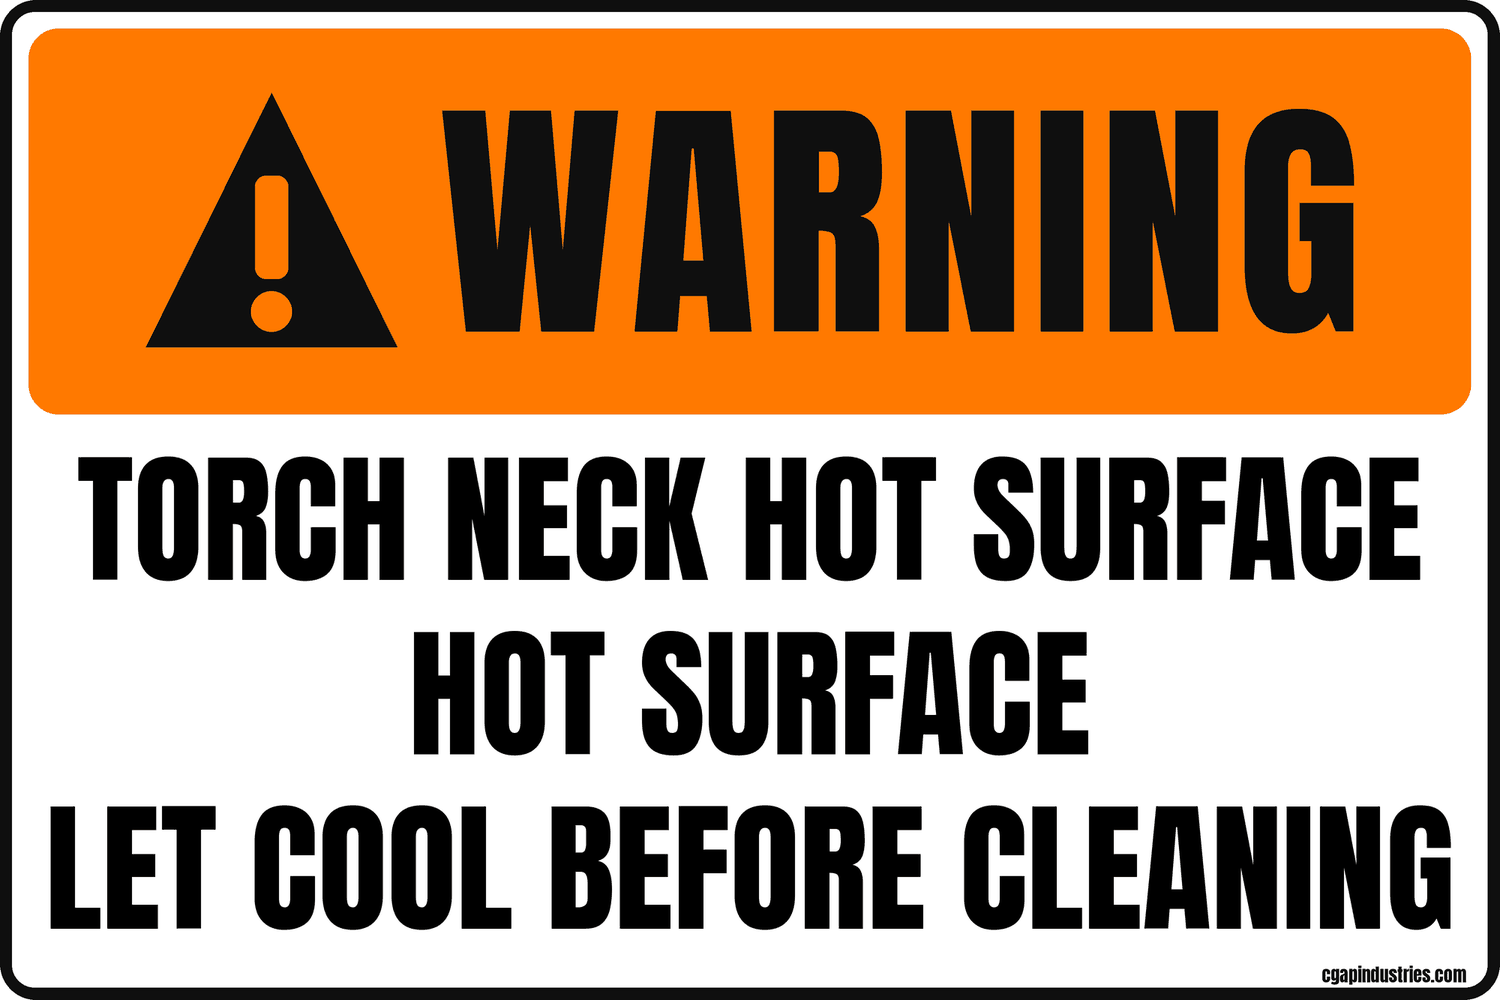 WARNING
TORCH NECK HOT SURFACE
HOT SURFACE
LET COOL BEFORE CLEANING
cgapindustries.com